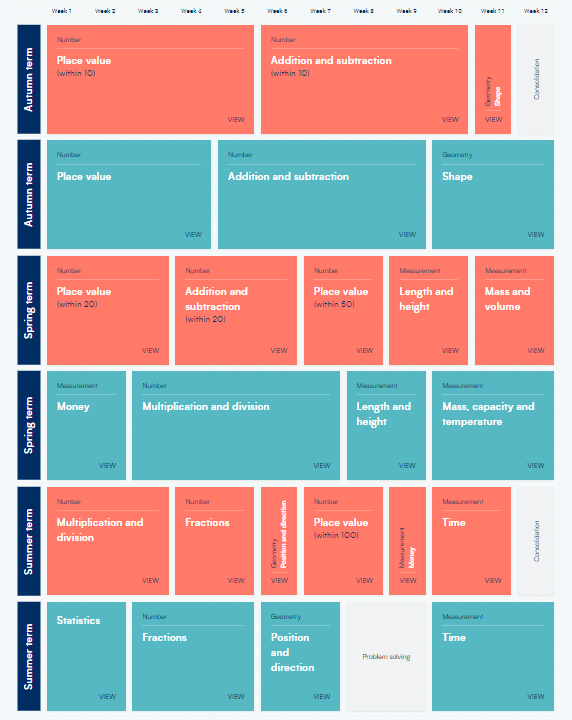 Week 1 Week 2 Week 3 Week 4 Week 5 Week 6 Week 7 Week 8 Week 9 Week 10 Week 11 Week 12
Autumn term
Number
Place value
(within 10)
VIEW
Number
Addition and subtraction
(within 10)
VIEW
Geometry
Shape
VIEW
Consolidation
Autumn term
Number
Place value
VIEW
Number
Addition and subtraction
VIEW
Geometry
Shape
VIEW
Spring term
Number
Place value
(within 20)
VIEW
Number
Addition and
subtraction
(within 20)
VIEW
Number
Place value
(within 50)
VIEW
Measurement
Length and
height
VIEW
Measurement
Mass and
volume
VIEW
Spring term
Measurement
Money
VIEW
Number
Multiplication and division
VIEW
Measurement
Length and
height
VIEW
Measurement
Mass, capacity and
temperature
VIEW
Summer term
Number
Multiplication and
division
VIEW
Number
Fractions
VIEW
Geometry
Position and direction
VIEW
Number
Place value
(within 100)
VIEW
Measurement
Money
VIEW
Measurement
Time
VIEW
Consolidation
Summer term
Statistics
VIEW
Number
Fractions
VIEW
Geometry
Position
and
direction
VIEW
Problem solving
Measurement
Time
VIEW